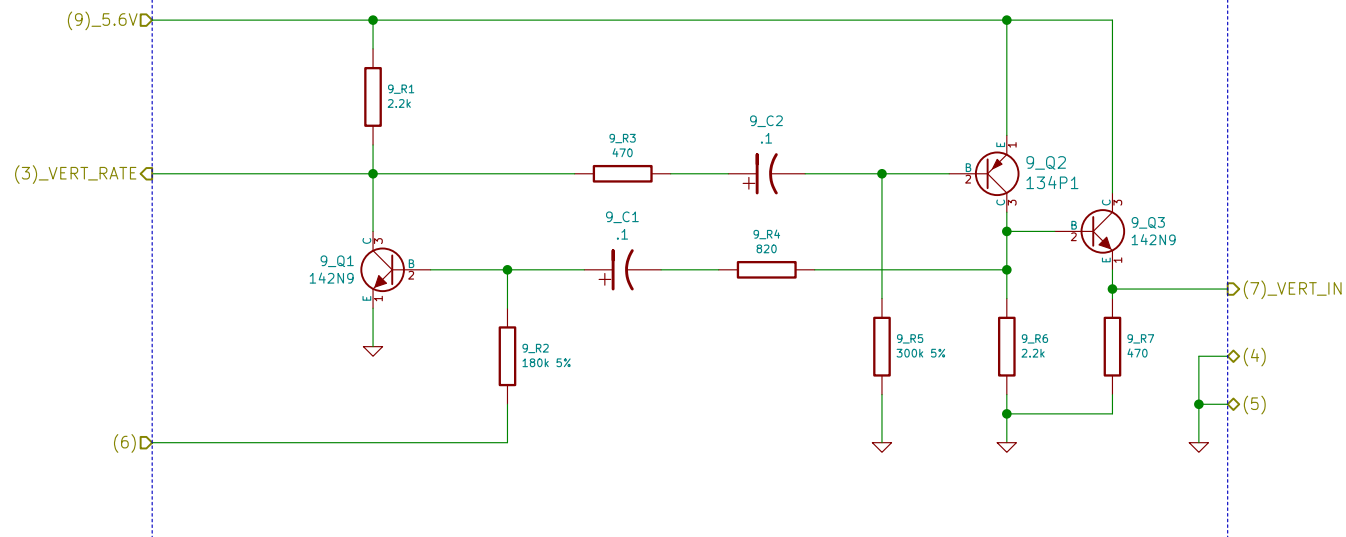 (9)_5.6V
9_R1
2.2k
(3)_VERT_RATE
9_R3
470
9_C2
.1
E
1
B
2
9_Q2
134P1
C
3
9_C1
.1
9_R4
820
C
3
B
2
9_Q3
142N9
E
1
C
3
9_Q1
142N9
B
2
E
1
(7)_VERT_IN
9_R2
180k 5%
9_R5
300k 5%
9_R6
2.2k
9_R7
470
(4)
(5)
(6)
+
+